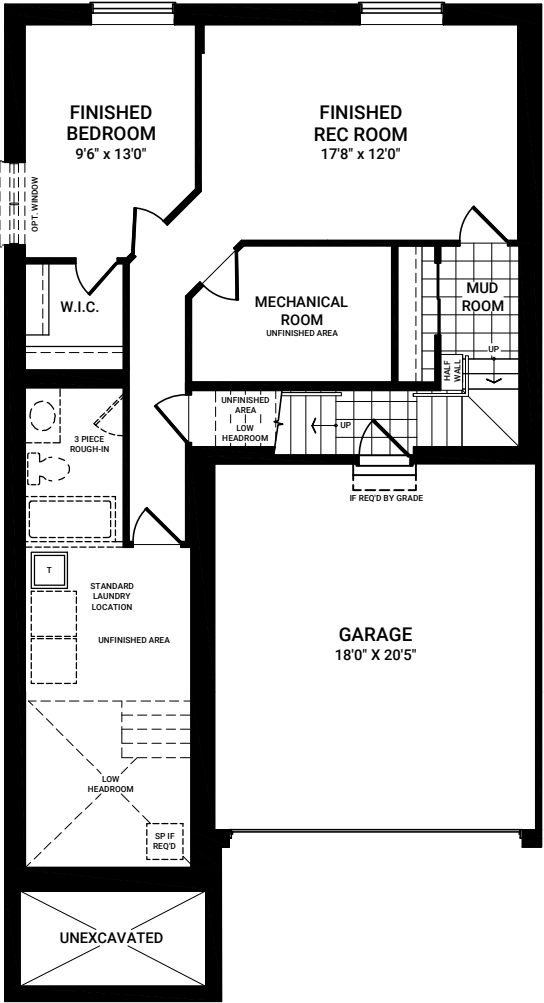 FINISHED
BEDROOM
9'6" x 13'0"
FINISHED
REC ROOM
17'8" x 12'0"
OPT. WINDOW
W.I.C.
MECHANICAL
ROOM
UNFINISHED AREA
MUD
ROOM
UP
HALF
WALL
UNFINISHED
AREA
LOW
HEADROOM
UP
3 PIECE
ROUGH-IN
IF REQ'D BY GRADE
T
STANDARD
LAUNDRY
LOCATION
UNFINISHED AREA
GARAGE
18'0" X 20'5"
LOW
HEADROOM
SP IF
REQ'D
UNEXCAVATED